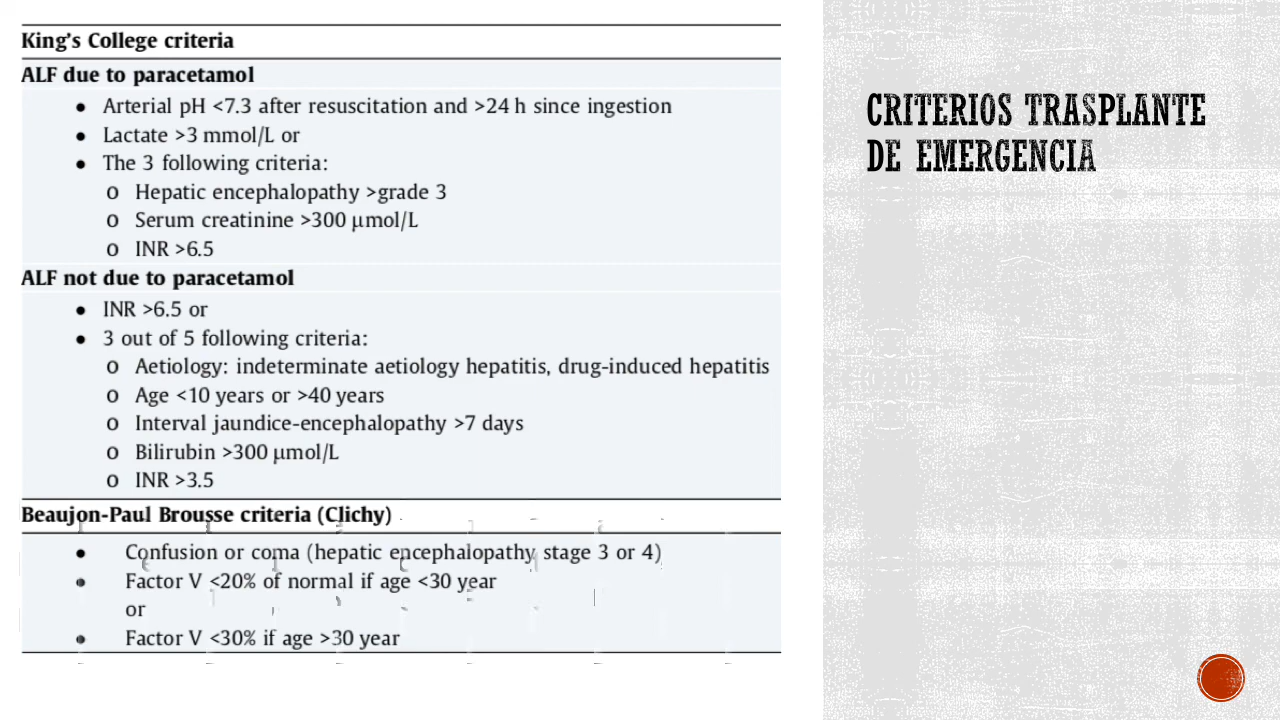 King's College criteria
ALF due to paracetamol
● Arterial pH <7.3 after resuscitation and >24 h since ingestion
● Lactate >3 mmol/L or
● The 3 following criteria:
o Hepatic encephalopathy >grade 3
o Serum creatinine >300 µmol/L
o INR >6.5
ALF not due to paracetamol
● INR >6.5 or
● 3 out of 5 following criteria:
o Aetiology: indeterminate aetiology hepatitis, drug-induced hepatitis
o Age <10 years or >40 years
o Interval jaundice-encephalopathy >7 days
o Bilirubin >300 µmol/L
o INR >3.5
Beaujon-Paul Brousse criteria (Clichy)
● Confusion or coma (hepatic encephalopathy stage 3 or 4)
● Factor V <20% of normal if age <30 year
or
● Factor V <30% if age >30 year
CRITERIOS TRASPLANTE
DE EMERGENCIA